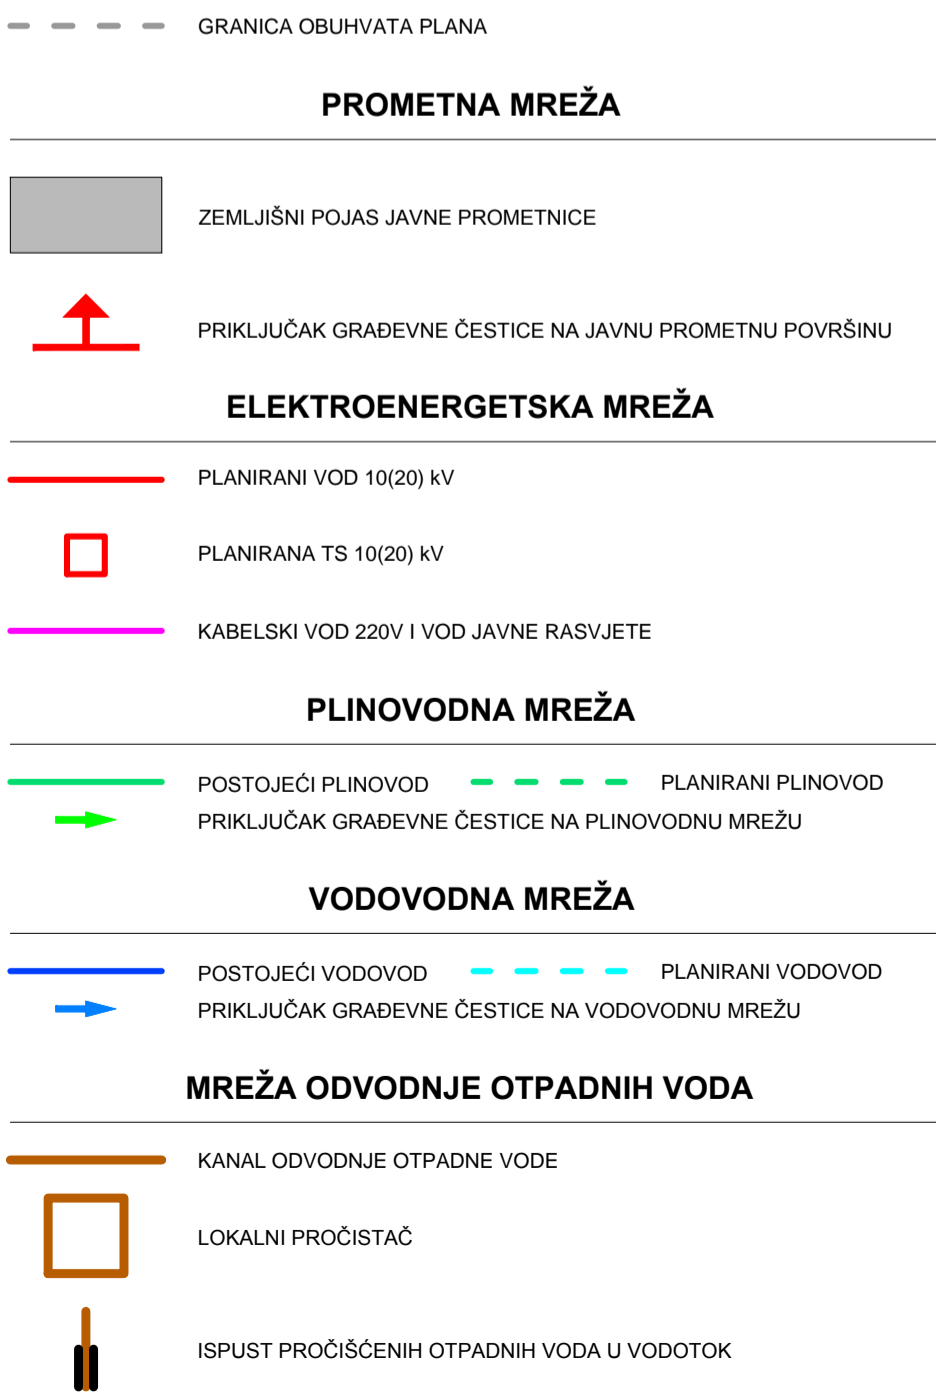 GRANICA OBUHVATA PLANA
PROMETNA MREŽA
ZEMLJIŠNI POJAS JAVNE PROMETNICE
PRIKLJUČAK GRAĐEVNE ČESTICE NA JAVNU PROMETNU POVRŠINU
ELEKTROENERGETSKA MREŽA
PLANIRANI VOD 10(20) kV
PLANIRANA TS 10(20) kV
KABELSKI VOD 220V I VOD JAVNE RASVJETE
PLINOVODNA MREŽA
POSTOJEĆI PLINOVOD PLANIRANI PLINOVOD
PRIKLJUČAK GRAĐEVNE ČESTICE NA PLINOVODNU MREŽU
VODOVODNA MREŽA
POSTOJEĆI VODOVOD PLANIRANI VODOVOD
PRIKLJUČAK GRAĐEVNE ČESTICE NA VODOVODNU MREŽU
MREŽA ODVODNJE OTPADNIH VODA
KANAL ODVODNJE OTPADNE VODE
LOKALNI PROČISTAČ
ISPUST PROČIŠĆENIH OTPADNIH VODA U VODOTOK